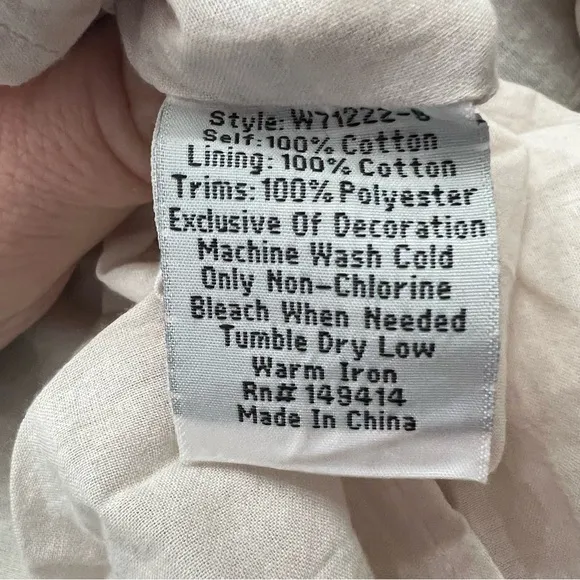 Style: W71222-8
Self: 100% Cotton
Lining: 100% Cotton
Trims: 100% Polyester
Exclusive Of Decoration
Machine Wash Cold
Only Non-Chlorine
Bleach When Needed
Tumble Dry Low
Warm Iron
Rn# 149414
Made In China